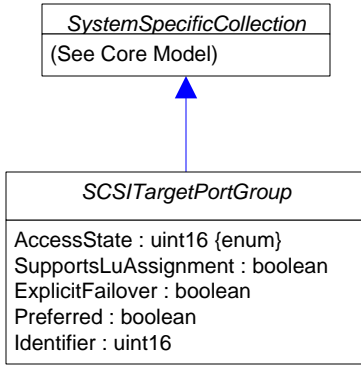 SystemSpecificCollection
(See Core Model)
SCSITargetPortGroup
AccessState : uint16 {enum}
SupportsLuAssignment : boolean
ExplicitFailover : boolean
Preferred : boolean
Identifier : uint16